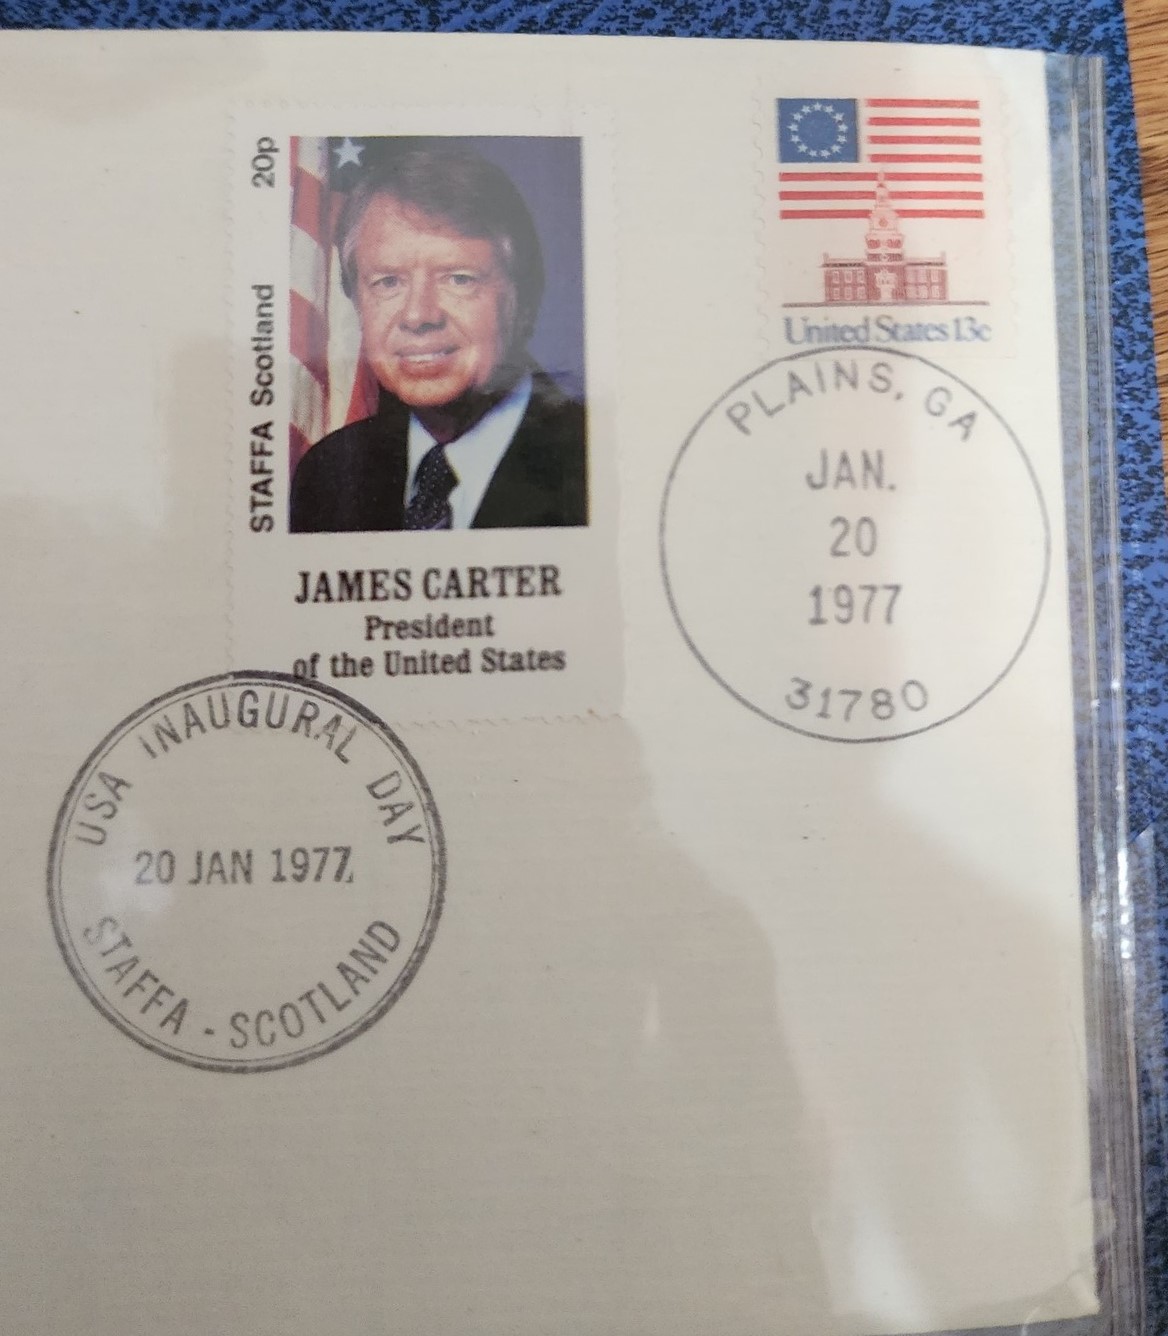 STAFFA Scotland 20p
JAMES CARTER
President
of the United States
United States 13c
PLAINS, GA
JAN.
20
1977
31780
USA INAUGURAL DAY
20 JAN 1977
STAFFA - SCOTLAND